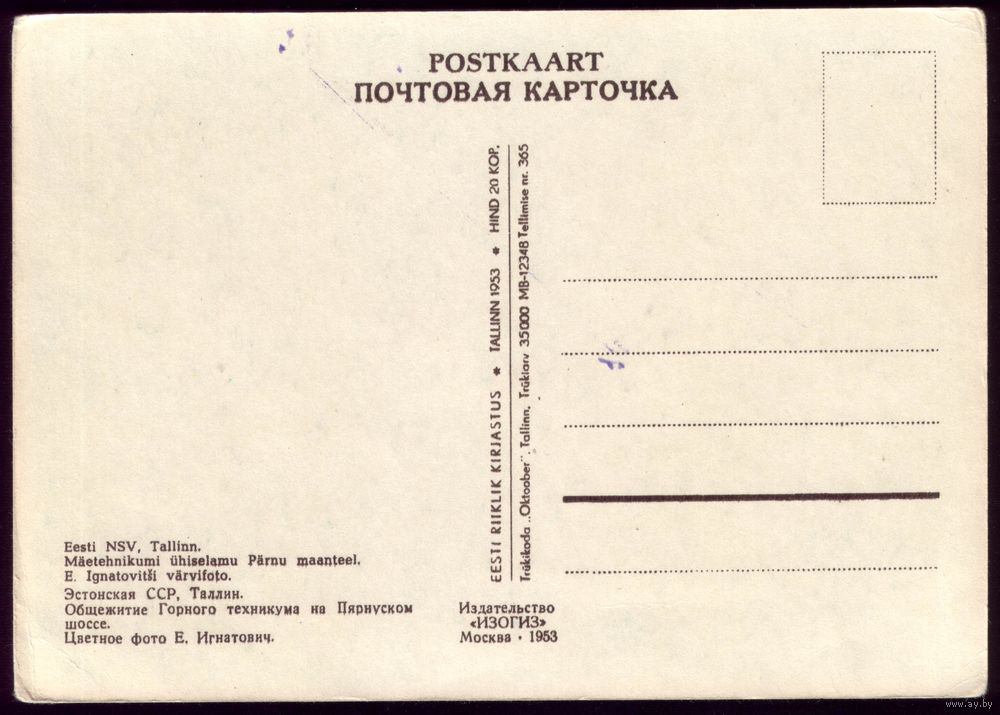 POSTKAART
ПОЧТОВАЯ КАРТОЧКА
EESTI RIIKLIK KIRJASTUS * TALLINN 1953 * HIND 20 KOP.
Trükikoda „Oktoober". Tallinn. Trükiarv 35000 MB-12348 Tellimise nr. 365
Eesti NSV, Tallinn.
Mäetehnikumi ühiselamu Pärnu maanteel.
E. Ignatovitši värvifoto.
Эстонская ССР, Таллин.
Общежитие Горного техникума на Пярнуском
шоссе.
Цветное фото Е. Игнатович.
Издательство
«ИЗОГИЗ»
Москва • 1953
www.ay.by